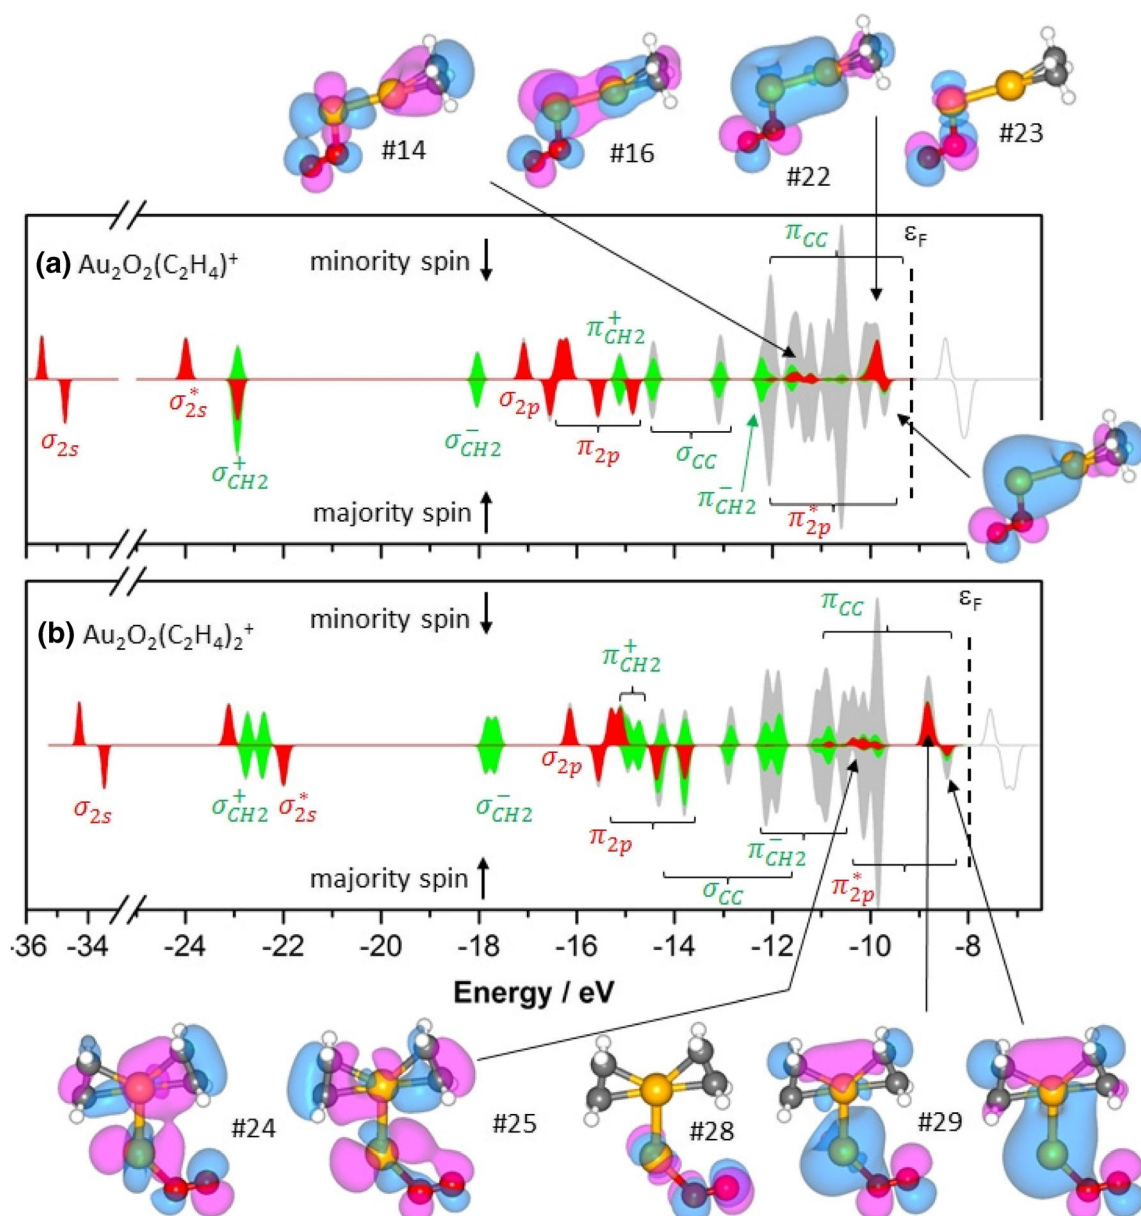 #14
#16
#22
#23
(a) Au₂O₂(C₂H₄)⁺
minority spin
π_CC
ε_F
π⁺_CH2
σ*_2s
σ_2p
σ_2s
σ⁺_CH2
σ⁻_CH2
π_2p
σ_CC
π⁻_CH2
π*_2p
majority spin
(b) Au₂O₂(C₂H₄)₂⁺
minority spin
π_CC
ε_F
π⁺_CH2
σ_2p
σ_2s
σ⁺_CH2
σ*_2s
σ⁻_CH2
π_2p
π⁻_CH2
π*_2p
majority spin
σ_CC
-36 -34 -24 -22 -20 -18 -16 -14 -12 -10 -8
Energy / eV
#24
#25
#28
#29